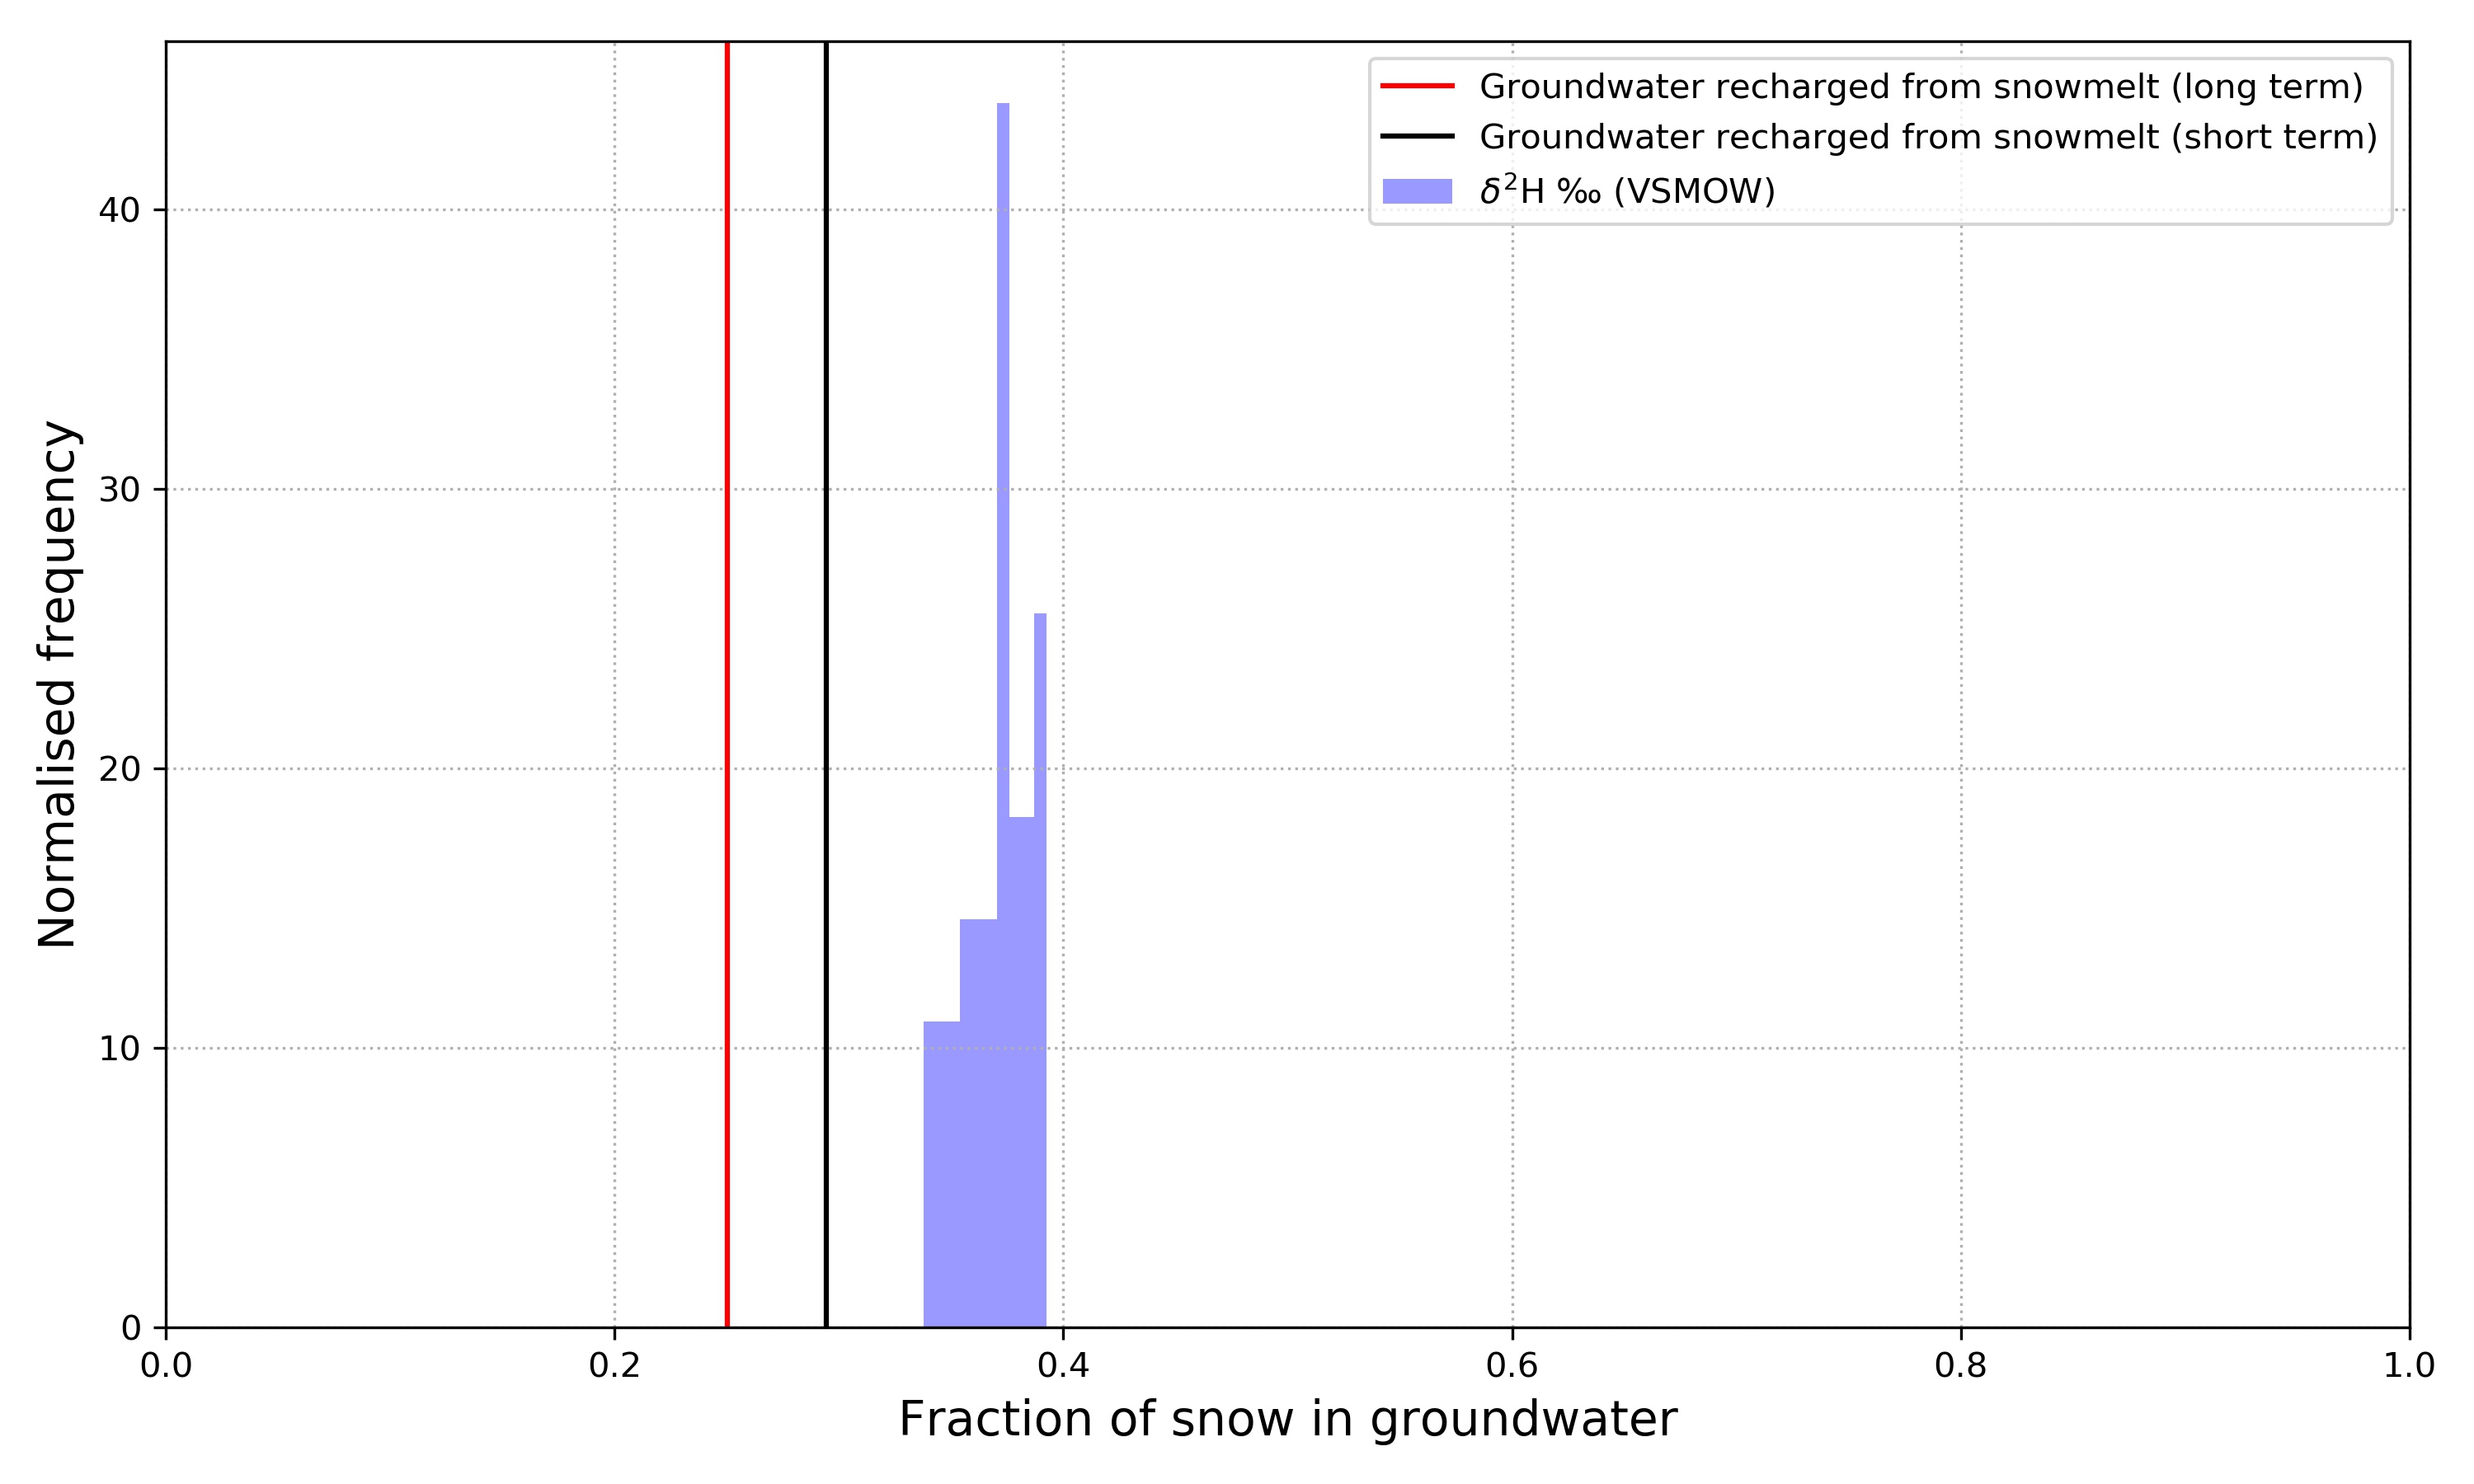 Groundwater recharged from snowmelt (long term)
Groundwater recharged from snowmelt (short term)
δ²H ‰ (VSMOW)
Normalised frequency
40
30
20
10
0
0.0 0.2 0.4 0.6 0.8 1.0
Fraction of snow in groundwater